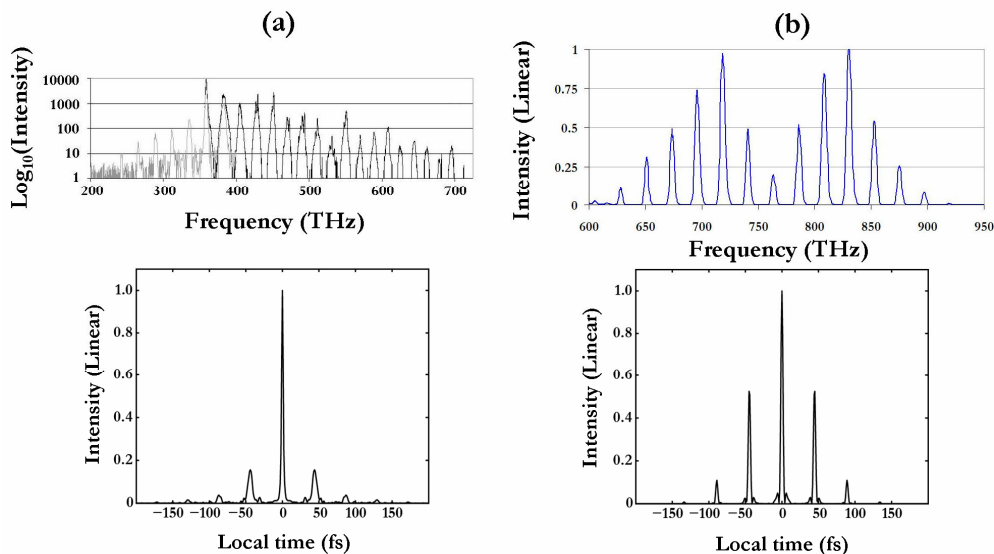 (a)
Log10(Intensity)
10000
1000
100
10
1
200 300 400 500 600 700
Frequency (THz)
(b)
Intensity (Linear)
1
0.75
0.5
0.25
0
600 650 700 750 800 850 900 950
Frequency (THz)
Intensity (Linear)
1.0
0.8
0.6
0.4
0.2
0
−150 −100 −50 0 50 100 150
Local time (fs)
Intensity (Linear)
1.0
0.8
0.6
0.4
0.2
0
−150 −100 −50 0 50 100 150
Local time (fs)